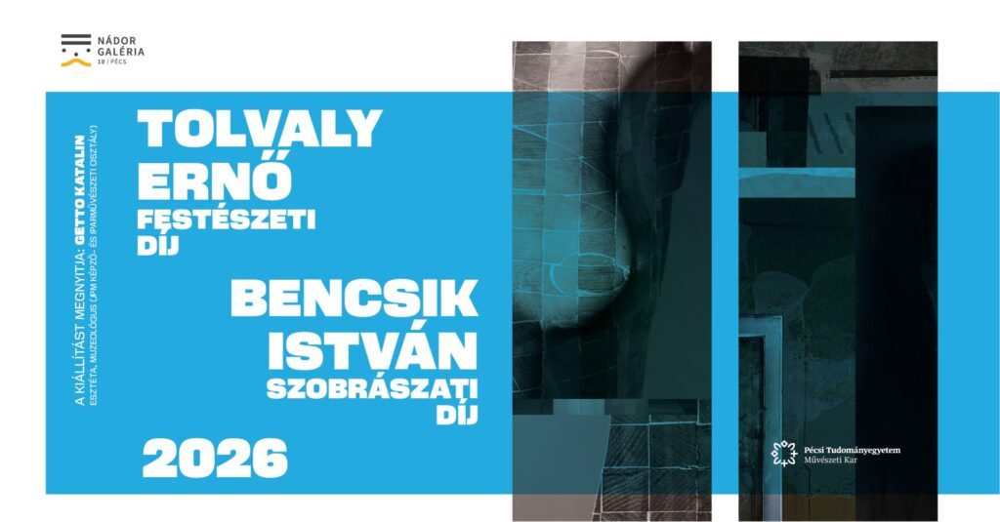 NÁDOR
GALÉRIA
10 | PÉCS
A KIÁLLÍTÁST MEGNYITJA: GETTO KATALIN
ESZTÉTA, MUZEOLÓGUS (JPM KÉPZŐ- ÉS IPARMŰVÉSZETI OSZTÁLY)
TOLVALY
ERNŐ
FESTÉSZETI
DÍJ
BENCSIK
ISTVÁN
SZOBRÁSZATI
DÍJ
2026
Pécsi Tudományegyetem
Művészeti Kar